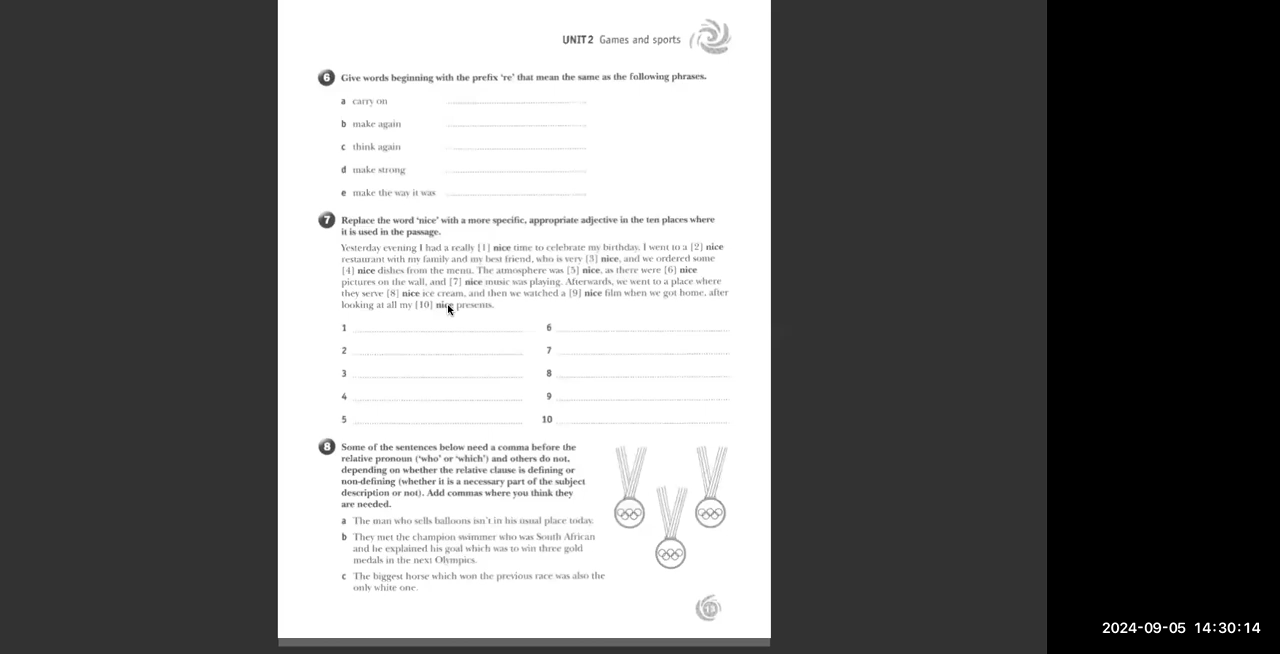 UNIT 2 Games and sports
6 Give words beginning with the prefix 're' that mean the same as the following phrases.
a carry on
b make again
c think again
d make strong
e make the way it was
7 Replace the word 'nice' with a more specific, appropriate adjective in the ten places where
it is used in the passage.
Yesterday evening I had a really [1] nice time to celebrate my birthday. I went to a [2] nice
restaurant with my family and my best friend, who is very [3] nice, and we ordered some
[4] nice dishes from the menu. The atmosphere was [5] nice, as there were [6] nice
pictures on the wall, and [7] nice music was playing. Afterwards, we went to a place where
they serve [8] nice ice cream, and then we watched a [9] nice film when we got home, after
looking at all my [10] nice presents.
1 6
2 7
3 8
4 9
5 10
8 Some of the sentences below need a comma before the
relative pronoun ('who' or 'which') and others do not,
depending on whether the relative clause is defining or
non-defining (whether it is a necessary part of the subject
description or not). Add commas where you think they
are needed.
a The man who sells balloons isn't in his usual place today.
b They met the champion swimmer who was South African
and he explained his goal which was to win three gold
medals in the next Olympics.
c The biggest horse which won the previous race was also the
only white one.
2024-09-05 14:30:14